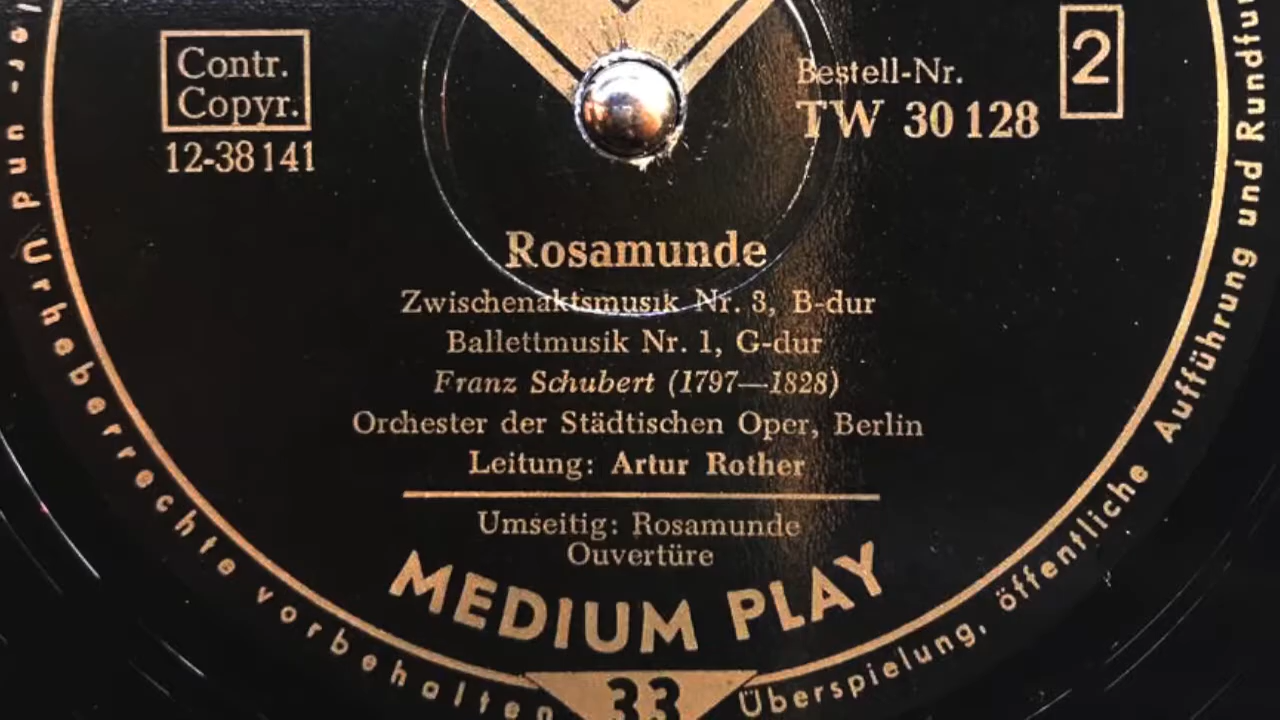 Contr.
Copyr.
12-38141
Bestell-Nr.
TW 30128
2
Rosamunde
Zwischenaktsmusik Nr. 3, B-dur
Ballettmusik Nr. 1, G-dur
Franz Schubert (1797—1828)
Orchester der Städtischen Oper, Berlin
Leitung: Artur Rother
Umseitig: Rosamunde
Ouvertüre
MEDIUM PLAY
33
und Urheberrechte vorbehalten
Überspielung, öffentliche Aufführung und